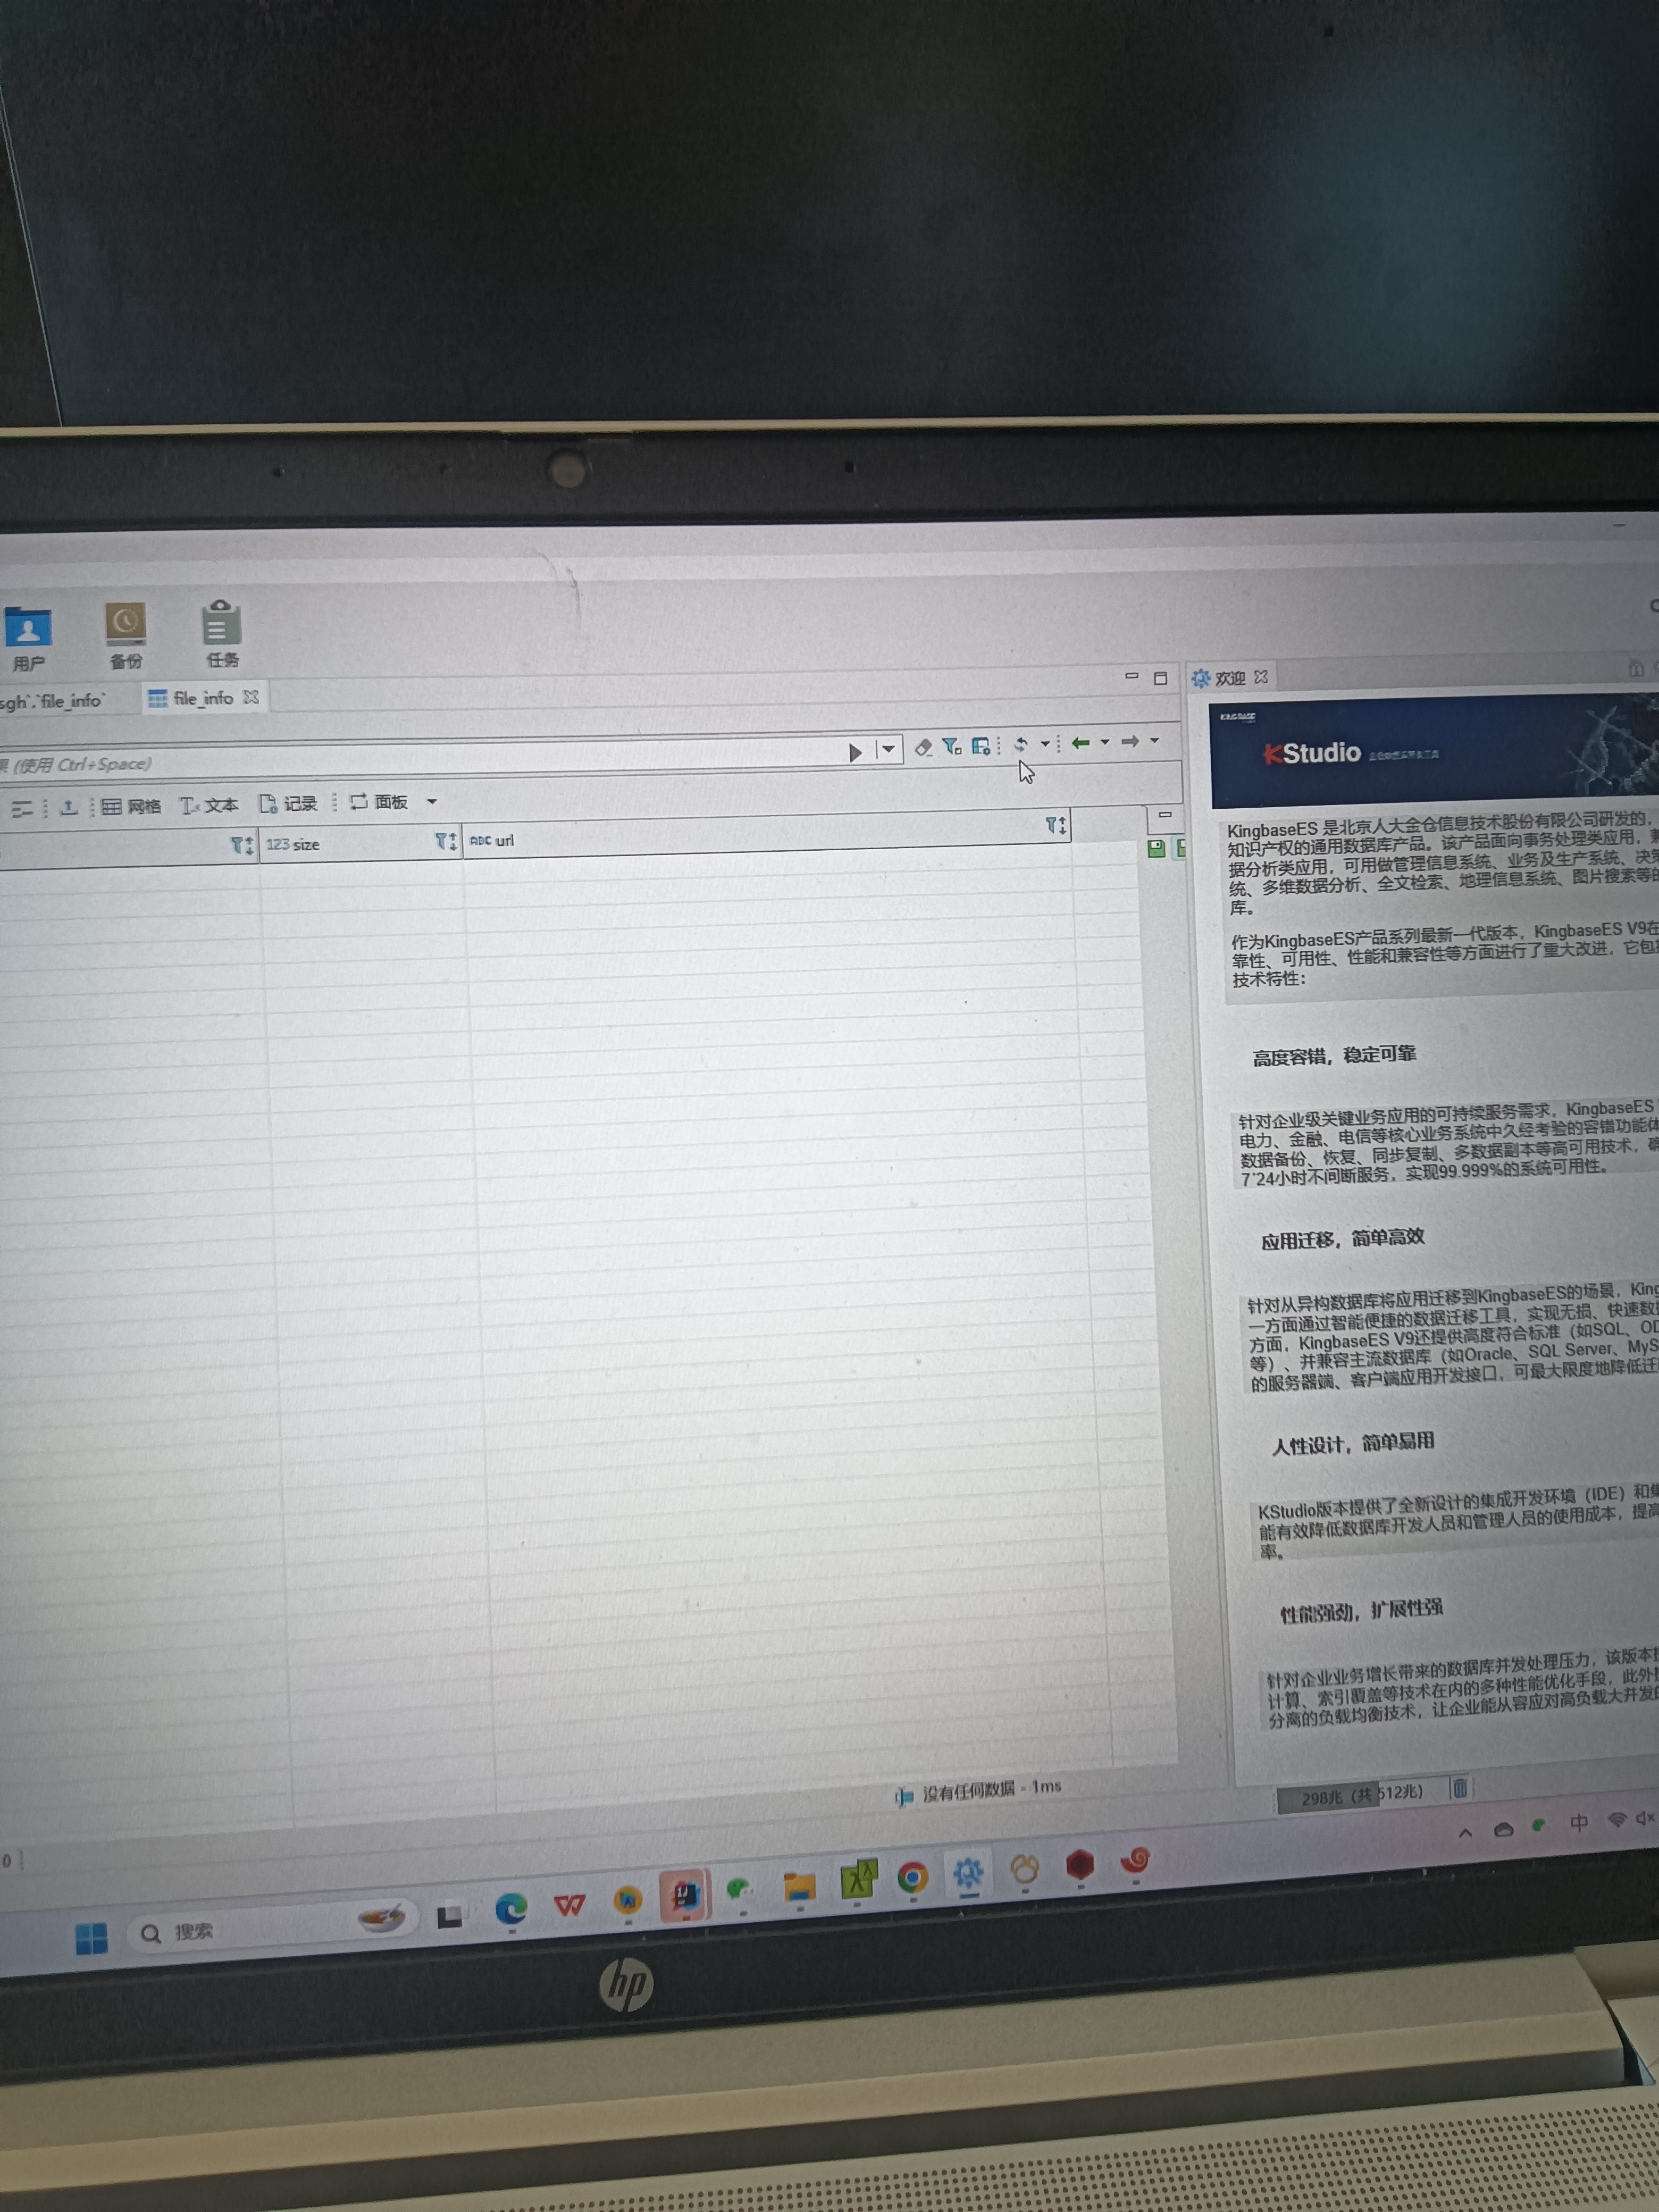 用户
备份
任务
sgh`.`file_info`
file_info
欢迎
(使用 Ctrl+Space)
网格
文本
记录
面板
123 size
ABC url
KINGBASE
KStudio
KingbaseES 是北京人大金仓信息技术股份有限公司研发的，
知识产权的通用数据库产品。该产品面向事务处理类应用，兼
据分析类应用，可用做管理信息系统、业务及生产系统、决策
统、多维数据分析、全文检索、地理信息系统、图片搜索等的
库。
作为KingbaseES产品系列最新一代版本，KingbaseES V9在
靠性、可用性、性能和兼容性等方面进行了重大改进，它包
技术特性：
高度容错，稳定可靠
针对企业级关键业务应用的可持续服务需求，KingbaseES
电力、金融、电信等核心业务系统中久经考验的容错功能体
数据备份、恢复、同步复制、多数据副本等高可用技术，确
7*24小时不间断服务，实现99.999%的系统可用性。
应用迁移，简单高效
针对从异构数据库将应用迁移到KingbaseES的场景，King
一方面通过智能便捷的数据迁移工具，实现无损、快速数据
方面，KingbaseES V9还提供高度符合标准（如SQL、OD
等）、并兼容主流数据库（如Oracle、SQL Server、MyS
的服务器端、客户端应用开发接口，可最大限度地降低迁
人性设计，简单易用
KStudio版本提供了全新设计的集成开发环境（IDE）和集
能有效降低数据库开发人员和管理人员的使用成本，提高
率。
性能强劲，扩展性强
针对企业业务增长带来的数据库并发处理压力，该版本提
计算、索引覆盖等技术在内的多种性能优化手段，此外
分离的负载均衡技术，让企业能从容应对高负载大并发的
没有任何数据 - 1ms
298兆（共 512兆）
0
中
搜索
hp